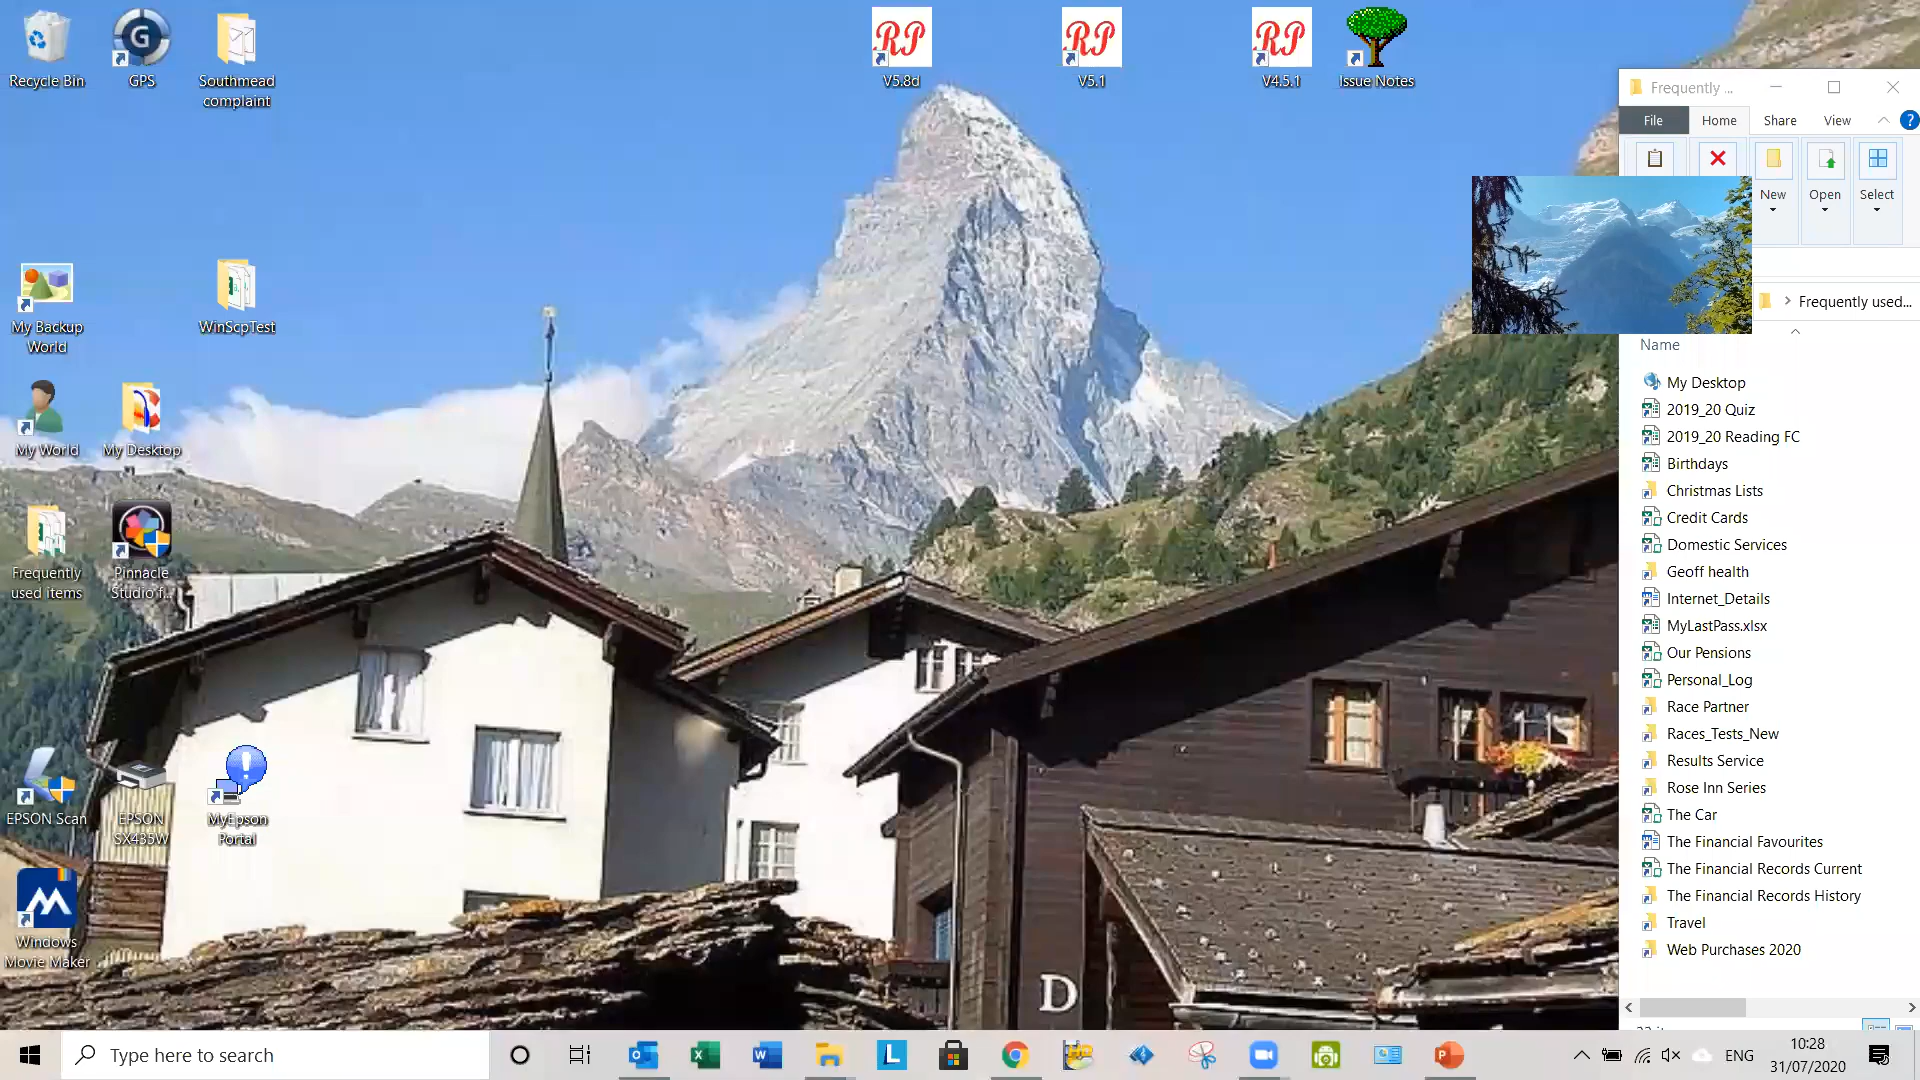 Recycle Bin
GPS
Southmead
complaint
RP
V5.8d
RP
V5.1
RP
V4.5.1
Issue Notes
My Backup
World
WinScpTest
My World
My Desktop
Frequently
used items
Pinnacle
Studio f...
EPSON Scan
EPSON
SX435W
MyEpson
Portal
Windows
Movie Maker
D
Frequently ...
File Home Share View
New Open Select
Frequently used...
Name
My Desktop
2019_20 Quiz
2019_20 Reading FC
Birthdays
Christmas Lists
Credit Cards
Domestic Services
Geoff health
Internet_Details
MyLastPass.xlsx
Our Pensions
Personal_Log
Race Partner
Races_Tests_New
Results Service
Rose Inn Series
The Car
The Financial Favourites
The Financial Records Current
The Financial Records History
Travel
Web Purchases 2020
Type here to search
ENG
10:28
31/07/2020